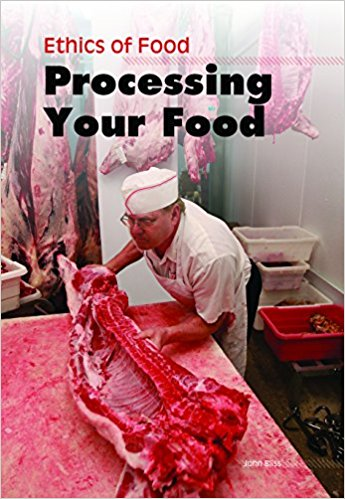 Ethics of Food
Processing
Your Food
John Bliss